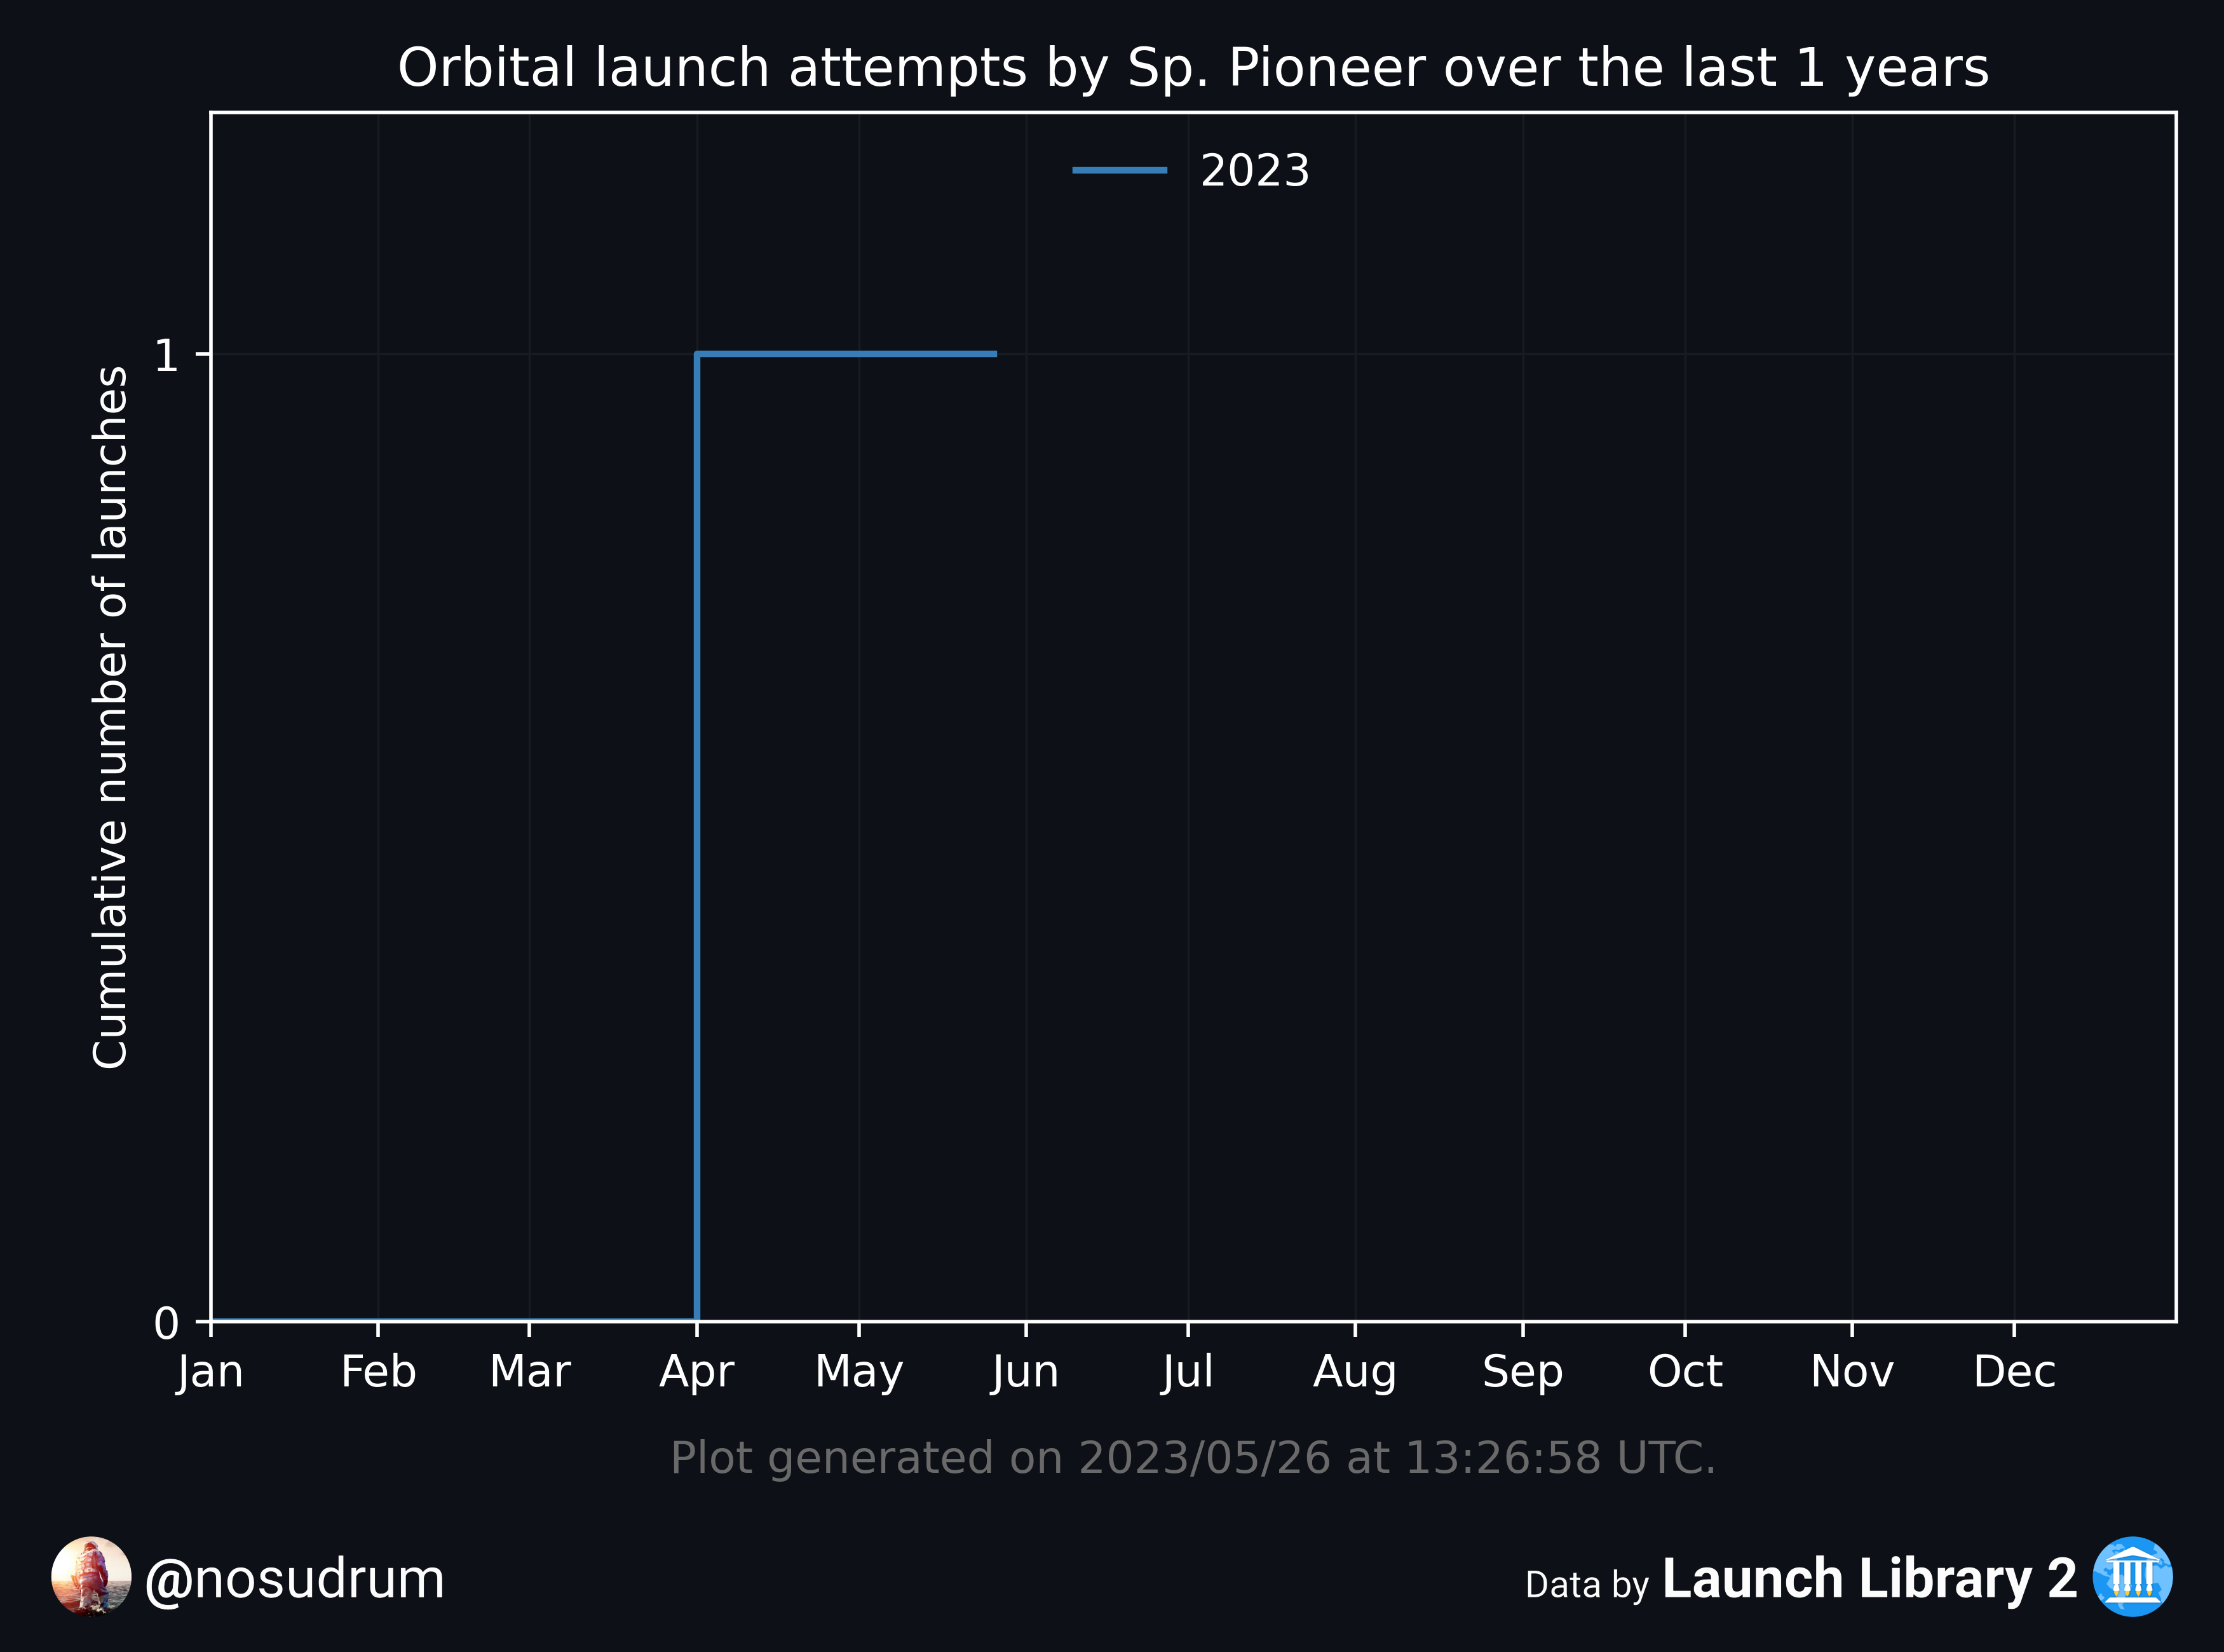 Orbital launch attempts by Sp. Pioneer over the last 1 years
2023
Cumulative number of launches
1
0
Jan Feb Mar Apr May Jun Jul Aug Sep Oct Nov Dec
Plot generated on 2023/05/26 at 13:26:58 UTC.
@nosudrum
Data by Launch Library 2